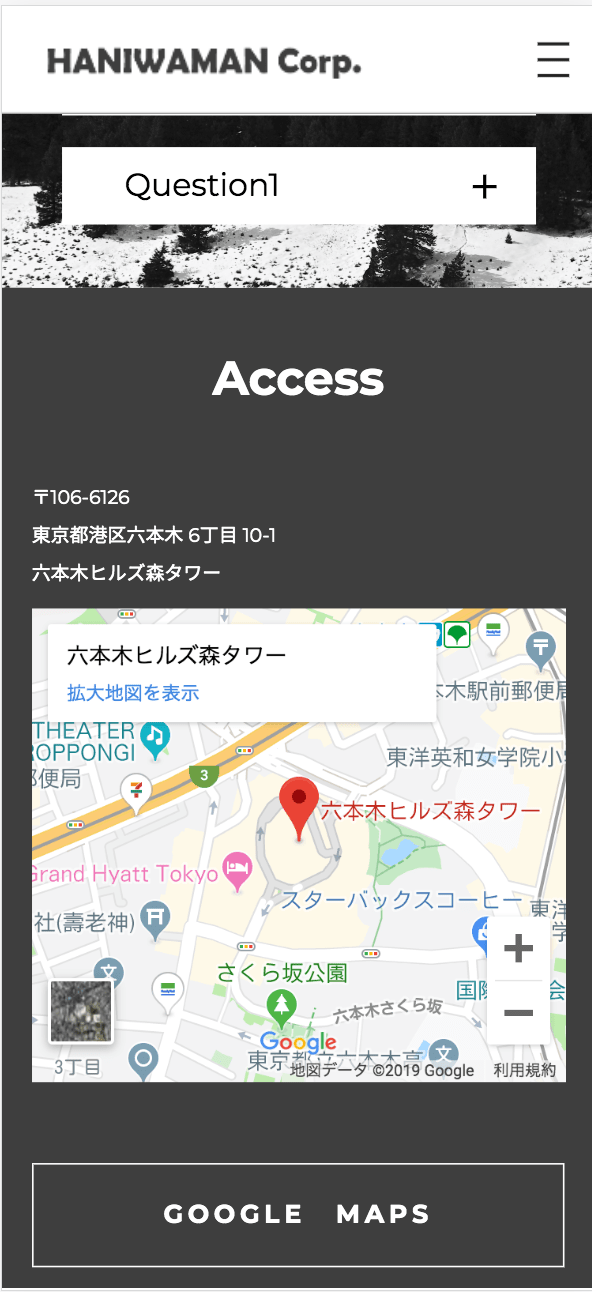 HANIWAMAN Corp.
Question1
Access
〒106-6126
東京都港区六本木 6丁目 10-1
六本木ヒルズ森タワー
六本木ヒルズ森タワー
拡大地図を表示
木駅前郵便局
THEATER
ROPPONGI
郵便局
東洋英和女学院小
3
六本木ヒルズ森タワー
Grand Hyatt Tokyo
スターバックスコーヒー
社(壽老神)
東洋
学
さくら坂公園
国際
会
六本木さくら坂
Google
3丁目
東京都立六本木高
地図データ ©2019 Google
利用規約
GOOGLE MAPS